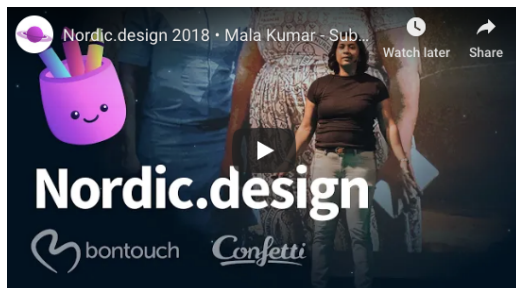 Nordic.design 2018 • Mala Kumar - Sub...
Watch later
Share
Nordic.design
bontouch
Confetti